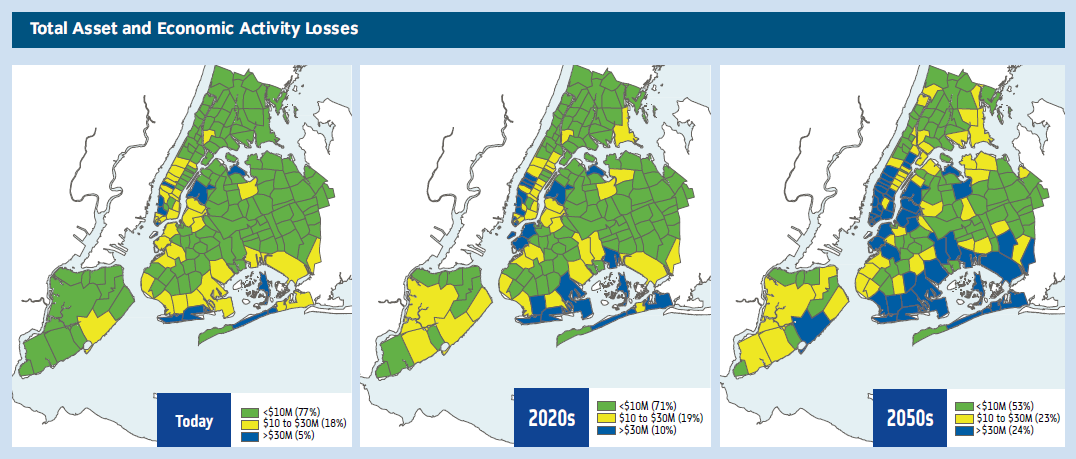 Total Asset and Economic Activity Losses
Today
<$10M (77%)
$10 to $30M (18%)
>$30M (5%)
2020s
<$10M (71%)
$10 to $30M (19%)
>$30M (10%)
2050s
<$10M (53%)
$10 to $30M (23%)
>$30M (24%)